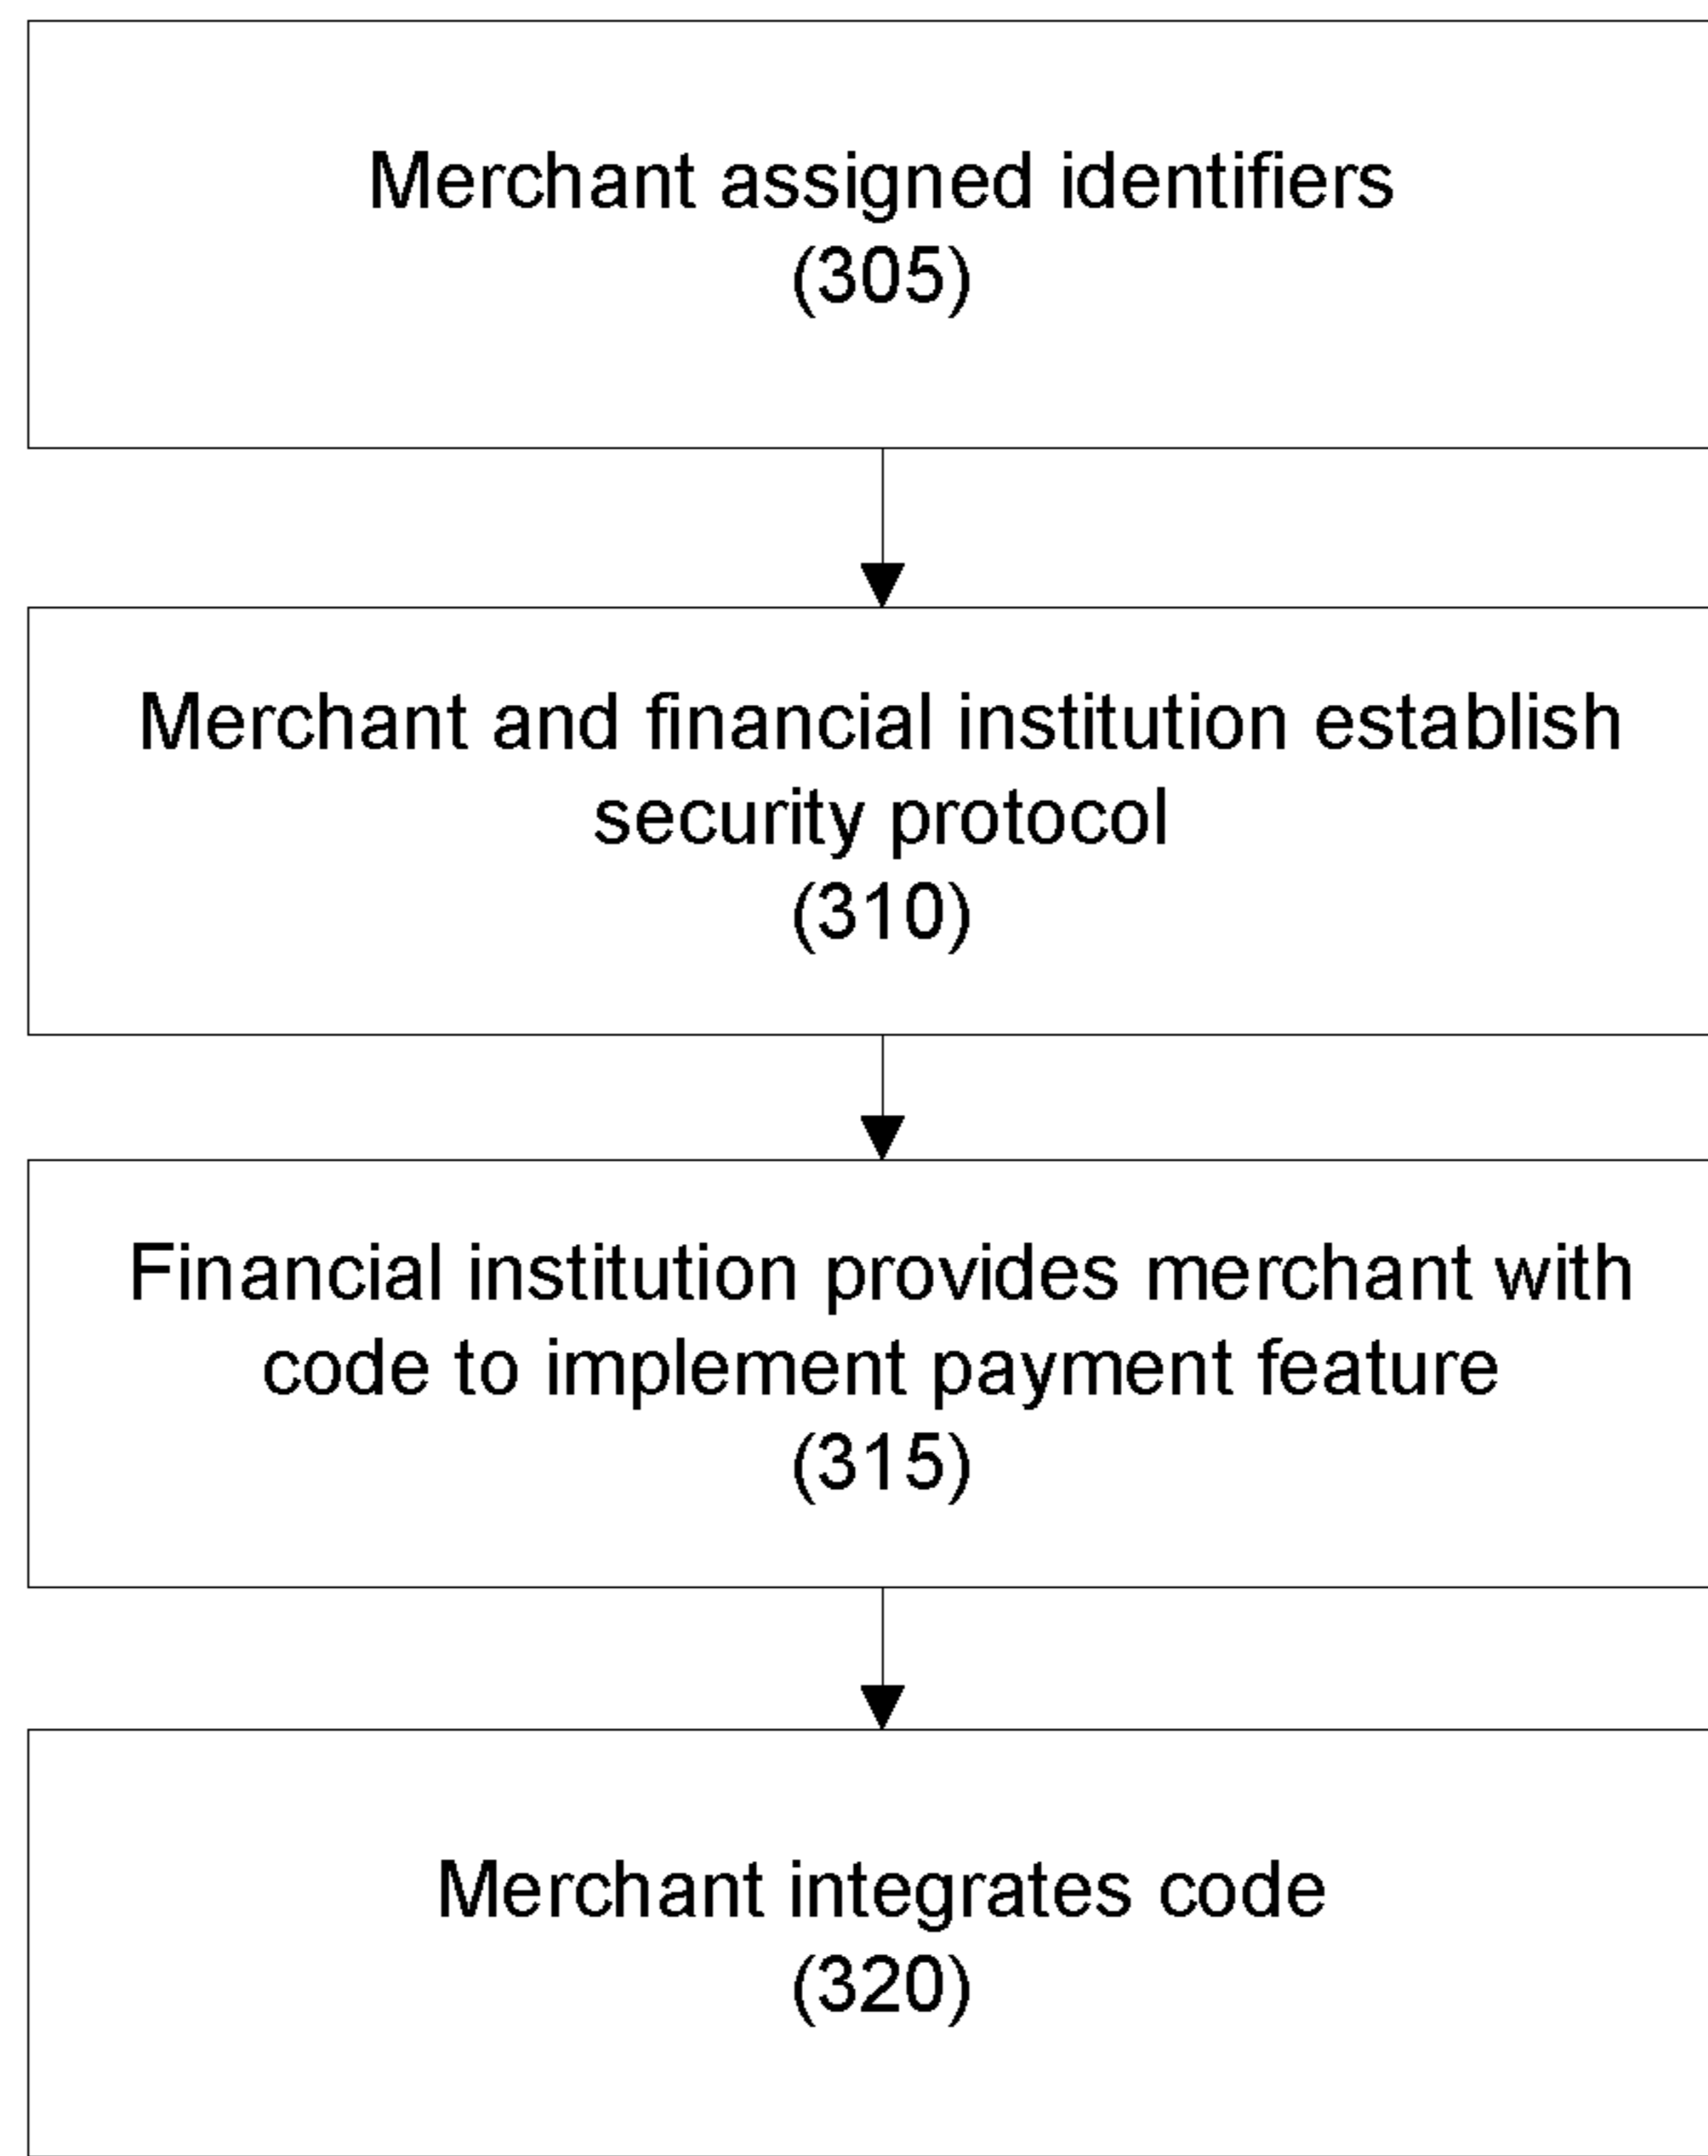 Merchant assigned identifiers
(305)
Merchant and financial institution establish
security protocol
(310)
Financial institution provides merchant with
code to implement payment feature
(315)
Merchant integrates code
(320)